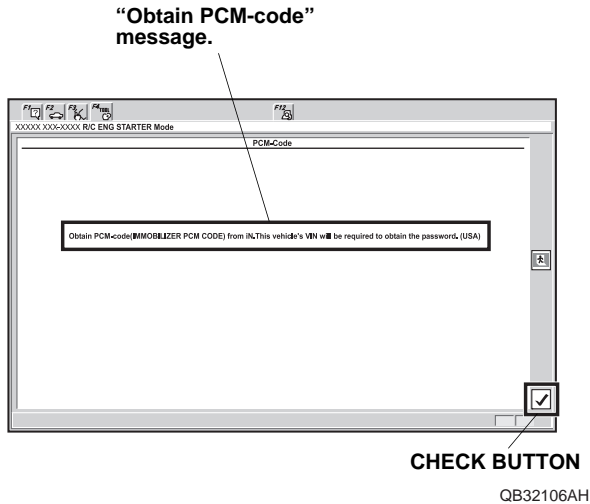 “Obtain PCM-code”
message.
F1 F2 F3 F4 TOOL F12
XXXXX XXX-XXXX R/C ENG STARTER Mode
PCM-Code
Obtain PCM-code(IMMOBILIZER PCM CODE) from iN.This vehicle's VIN will be required to obtain the password. (USA)
CHECK BUTTON
QB32106AH